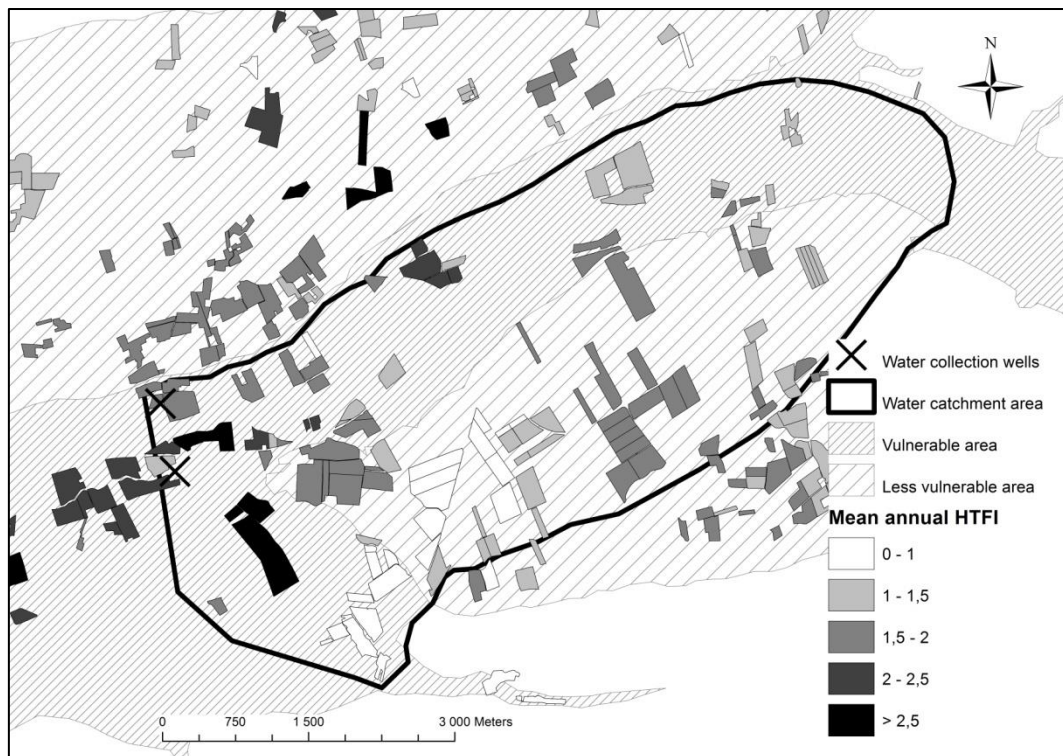 N
Water collection wells
Water catchment area
Vulnerable area
Less vulnerable area
Mean annual HTFI
0 - 1
1 - 1,5
1,5 - 2
2 - 2,5
> 2,5
0 750 1 500 3 000 Meters